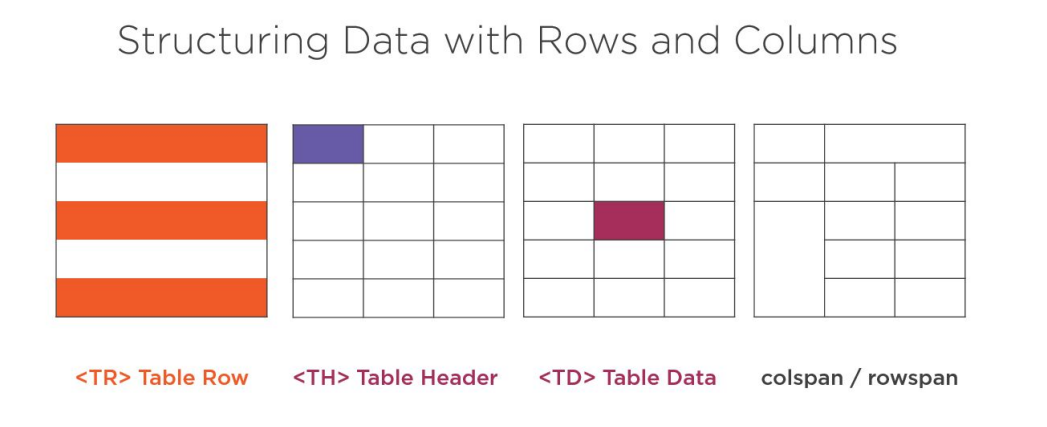 Structuring Data with Rows and Columns
<TR> Table Row
<TH> Table Header
<TD> Table Data
colspan / rowspan